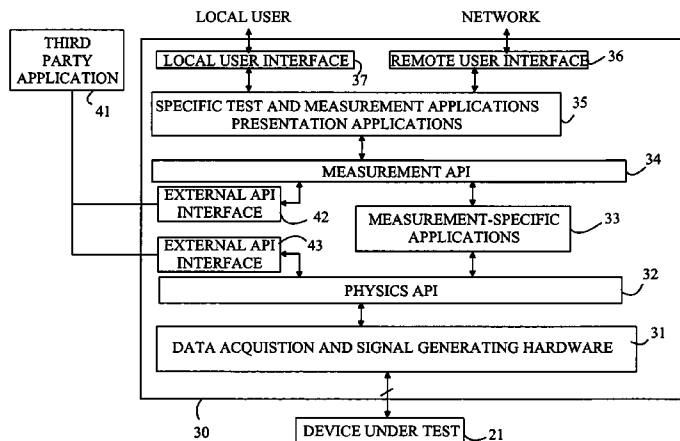 LOCAL USER
NETWORK
THIRD
PARTY
APPLICATION
41
LOCAL USER INTERFACE
37
REMOTE USER INTERFACE
36
SPECIFIC TEST AND MEASUREMENT APPLICATIONS
PRESENTATION APPLICATIONS
35
MEASUREMENT API
34
EXTERNAL API
INTERFACE
42
MEASUREMENT-SPECIFIC
APPLICATIONS
33
EXTERNAL API
INTERFACE
43
PHYSICS API
32
DATA ACQUISTION AND SIGNAL GENERATING HARDWARE
31
30
DEVICE UNDER TEST
21